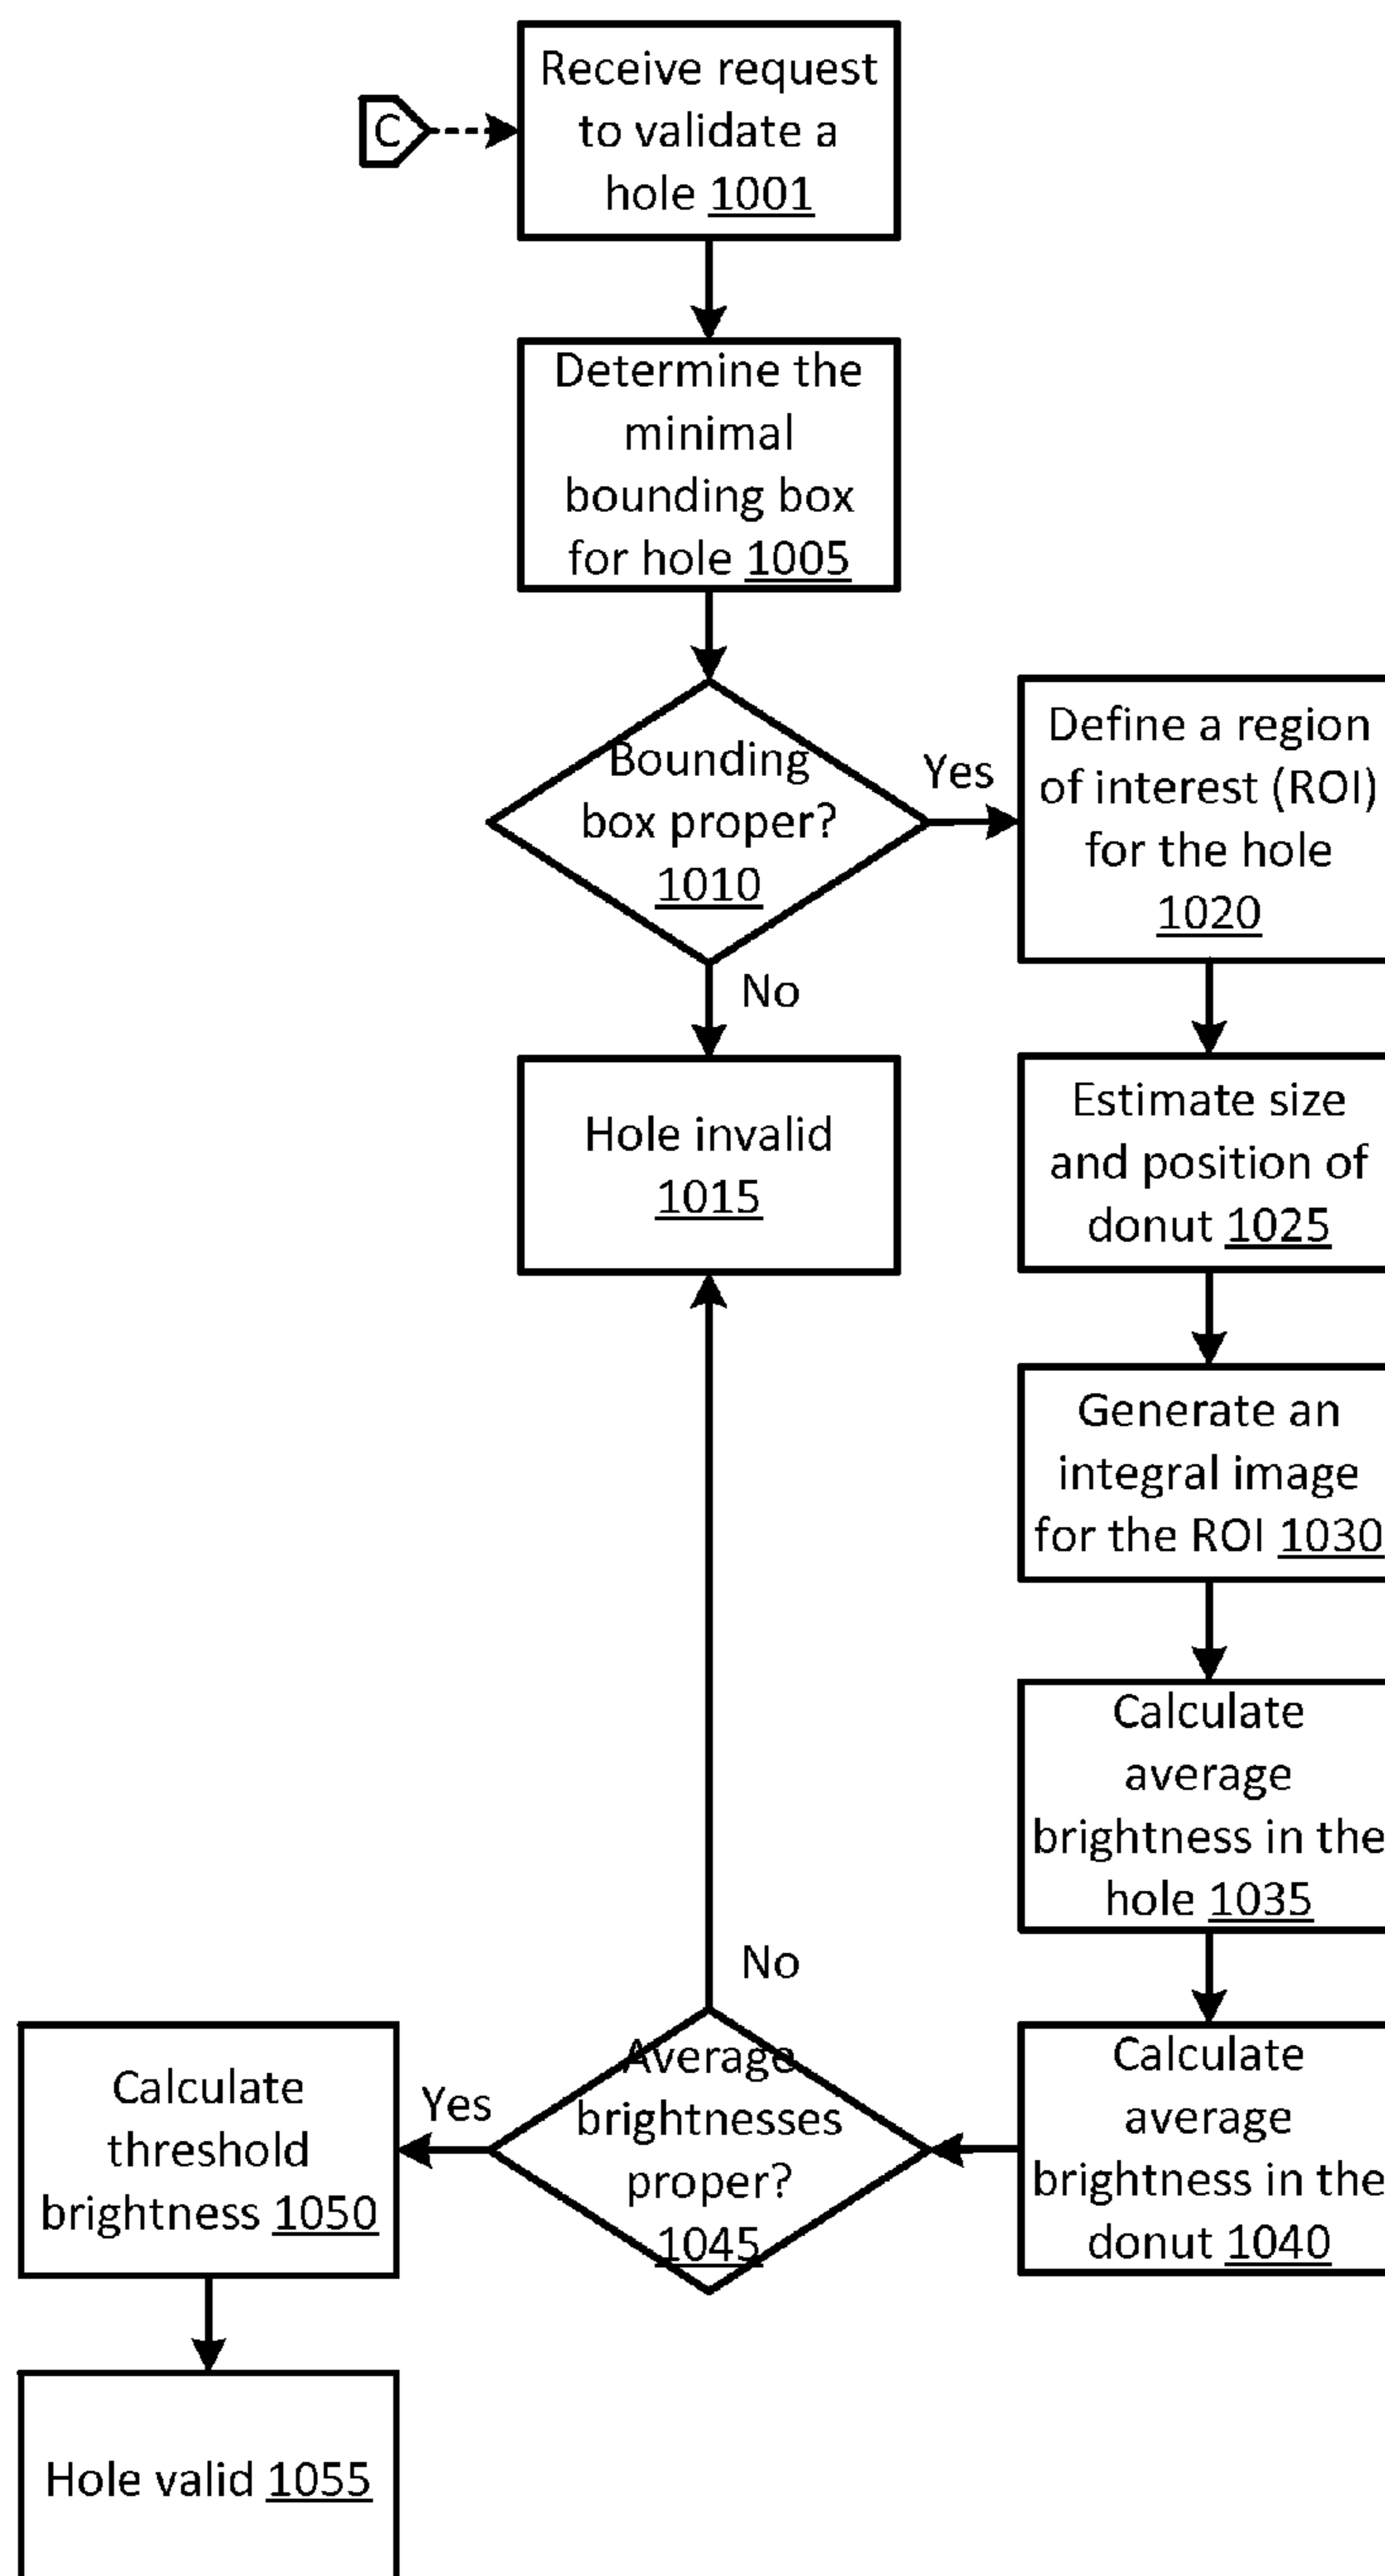 C
Receive request
to validate a
hole 1001
Determine the
minimal
bounding box
for hole 1005
Bounding
box proper?
1010
Yes
No
Define a region
of interest (ROI)
for the hole
1020
Hole invalid
1015
Estimate size
and position of
donut 1025
Generate an
integral image
for the ROI 1030
Calculate
average
brightness in the
hole 1035
Calculate
average
brightness in the
donut 1040
No
Average
brightnesses
proper?
1045
Yes
Calculate
threshold
brightness 1050
Hole valid 1055